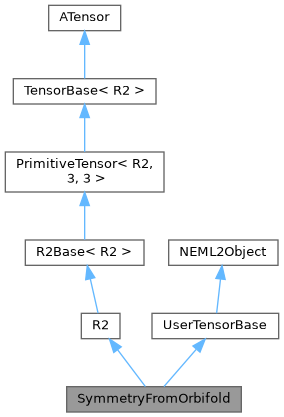 ATensor
TensorBase< R2 >
PrimitiveTensor< R2,
3, 3 >
R2Base< R2 >
NEML2Object
R2
UserTensorBase
SymmetryFromOrbifold